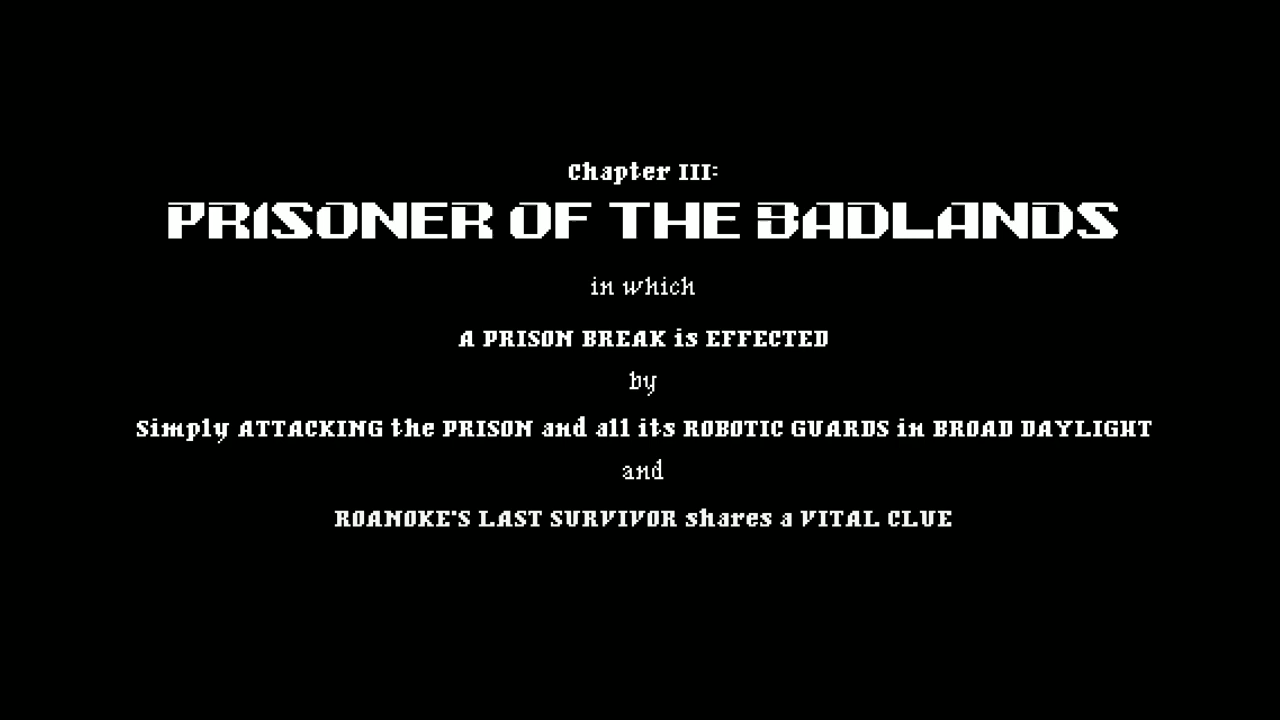 Chapter III:
PRISONER OF THE BADLANDS
in which
A PRISON BREAK is EFFECTED
by
Simply ATTACKING the PRISON and all its ROBOTIC GUARDS in BROAD DAYLIGHT
and
ROANOKE'S LAST SURVIVOR shares a VITAL CLUE